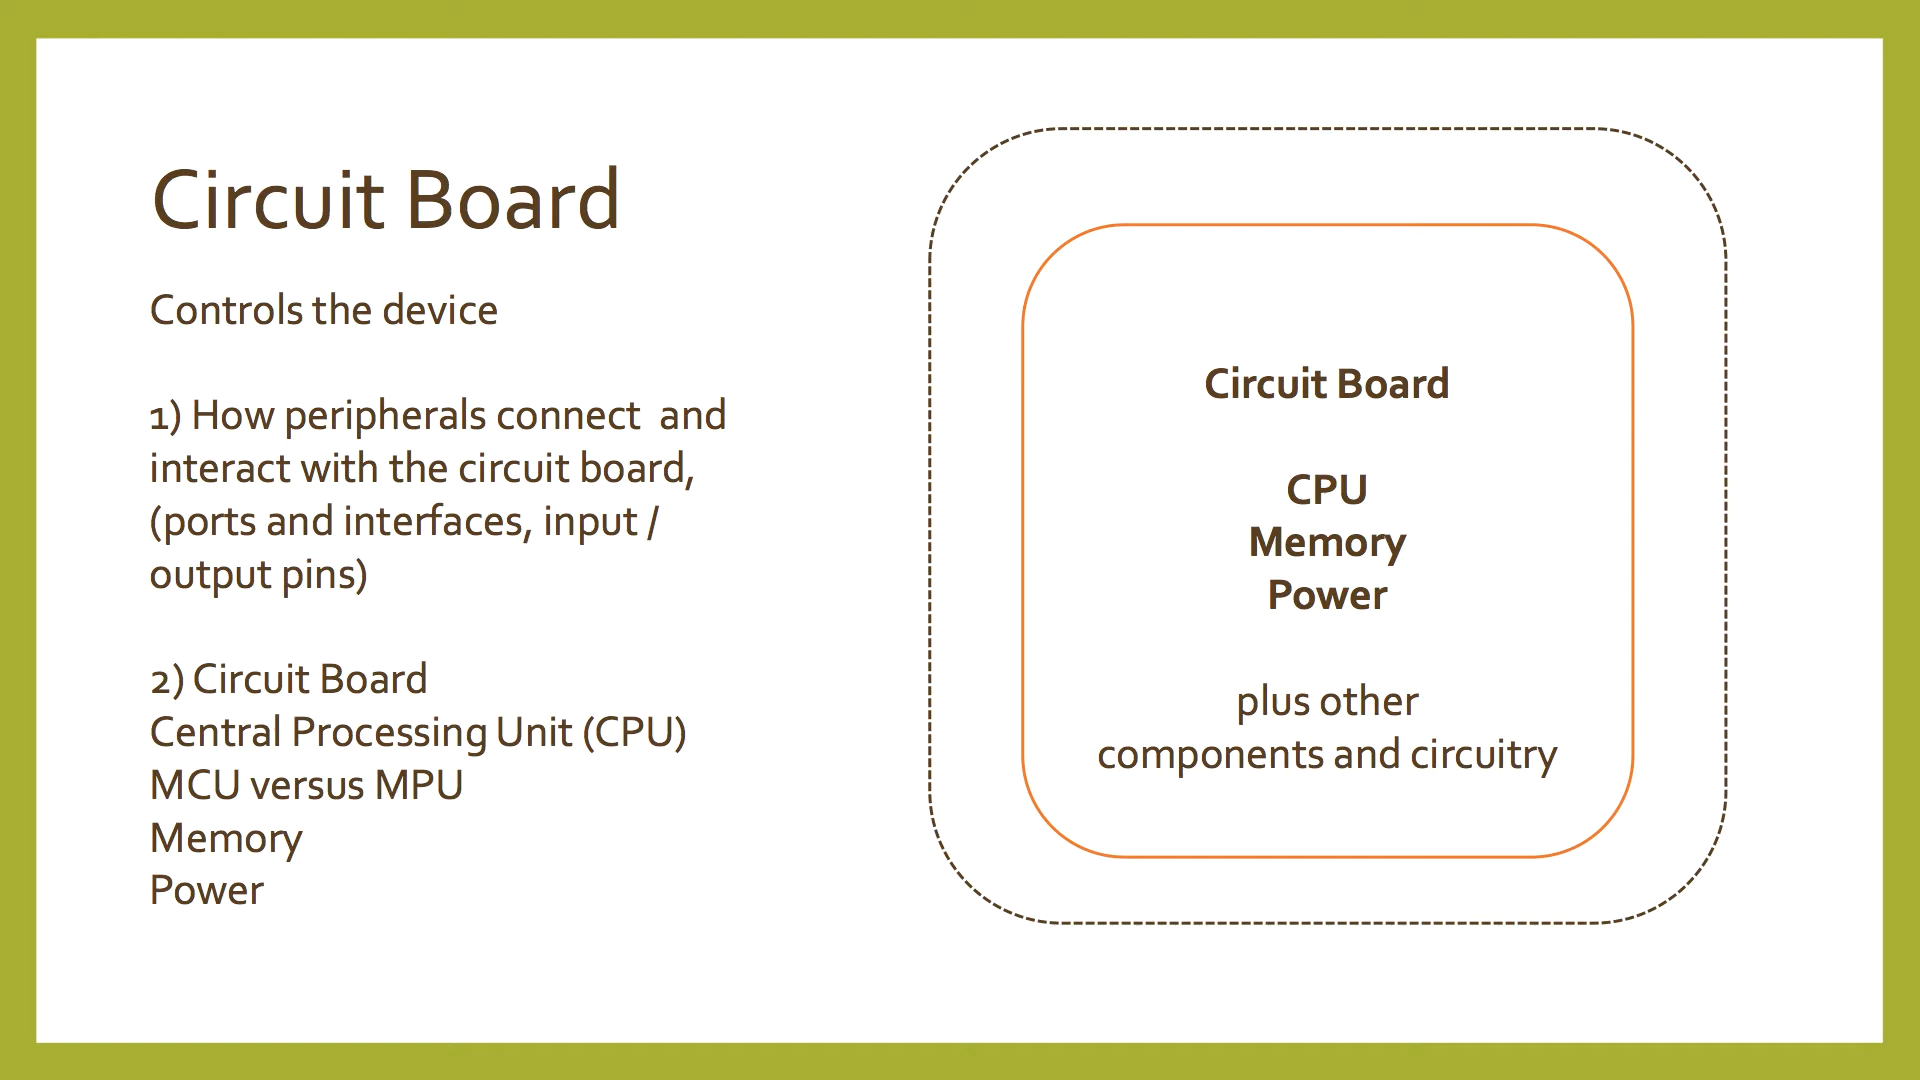 Circuit Board
Controls the device
1) How peripherals connect  and
interact with the circuit board,
(ports and interfaces, input /
output pins)
2) Circuit Board
Central Processing Unit (CPU)
MCU versus MPU
Memory
Power
Circuit Board
CPU
Memory
Power
plus other
components and circuitry